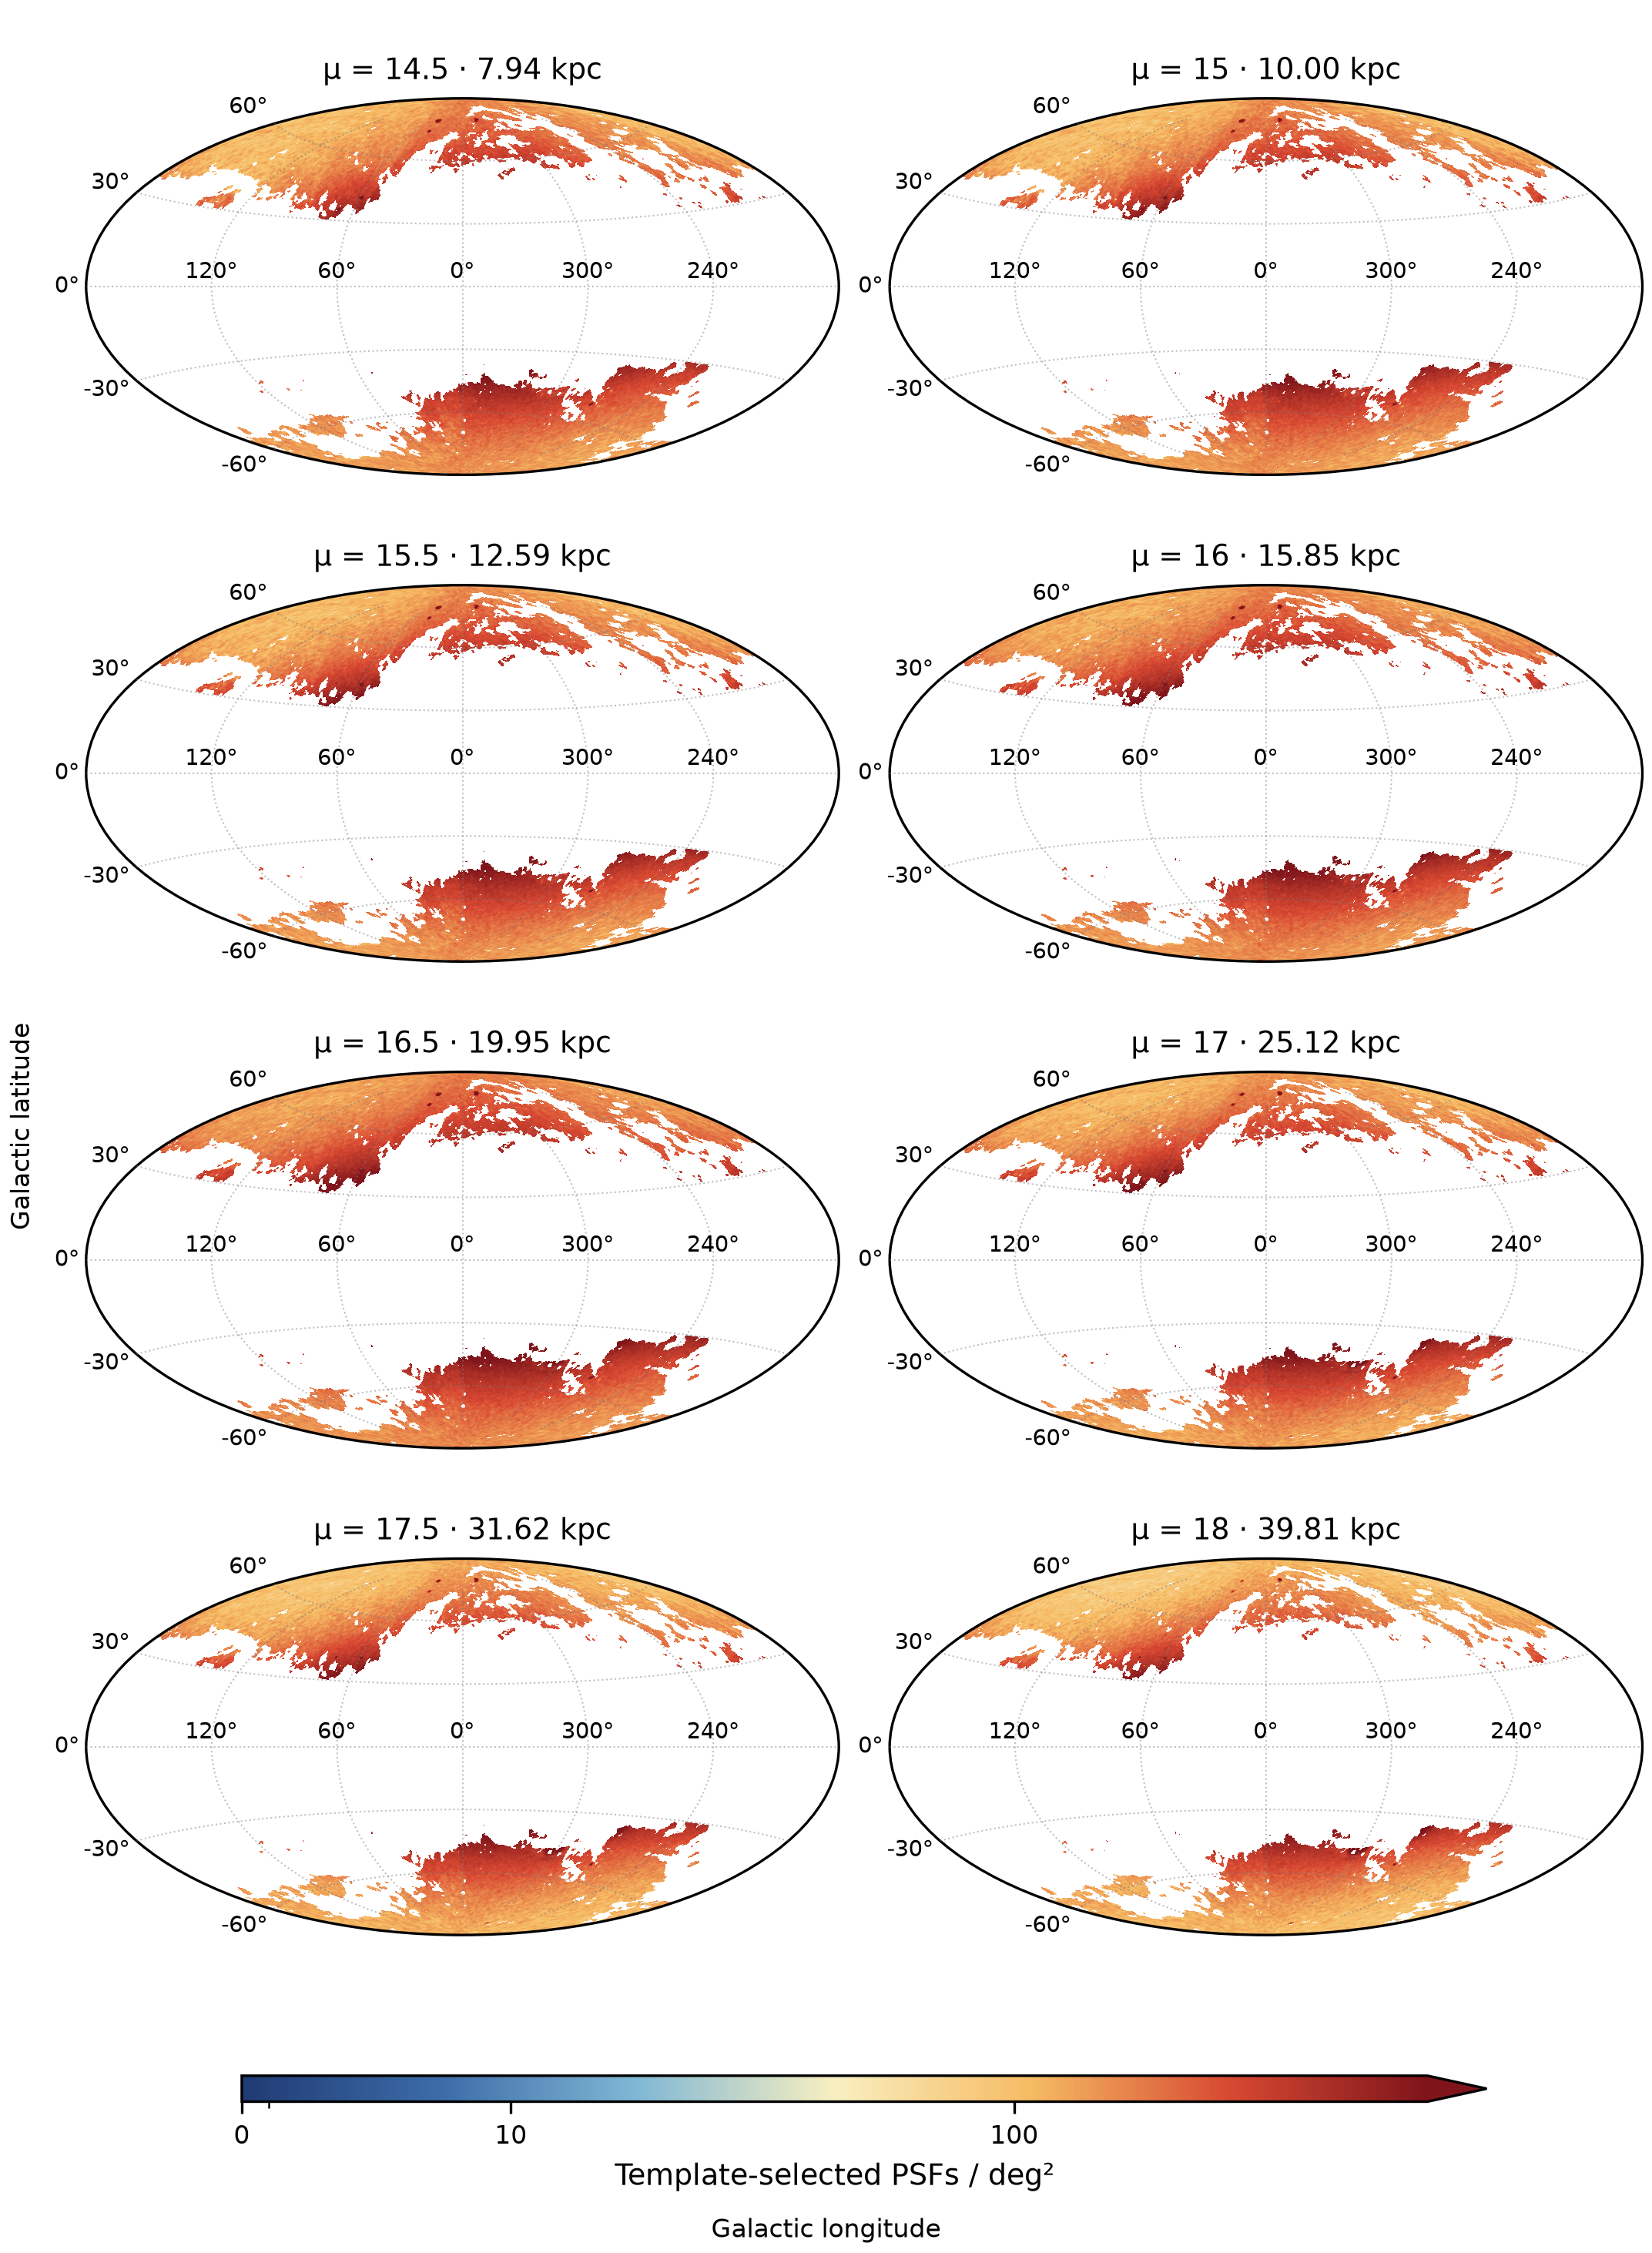 μ = 14.5 · 7.94 kpc
60°
30°
0°
-30°
-60°
120° 60° 0° 300° 240°
μ = 15 · 10.00 kpc
60°
30°
0°
-30°
-60°
120° 60° 0° 300° 240°
μ = 15.5 · 12.59 kpc
60°
30°
0°
-30°
-60°
120° 60° 0° 300° 240°
μ = 16 · 15.85 kpc
60°
30°
0°
-30°
-60°
120° 60° 0° 300° 240°
Galactic latitude
μ = 16.5 · 19.95 kpc
60°
30°
0°
-30°
-60°
120° 60° 0° 300° 240°
μ = 17 · 25.12 kpc
60°
30°
0°
-30°
-60°
120° 60° 0° 300° 240°
μ = 17.5 · 31.62 kpc
60°
30°
0°
-30°
-60°
120° 60° 0° 300° 240°
μ = 18 · 39.81 kpc
60°
30°
0°
-30°
-60°
120° 60° 0° 300° 240°
0 10 100
Template-selected PSFs / deg²
Galactic longitude